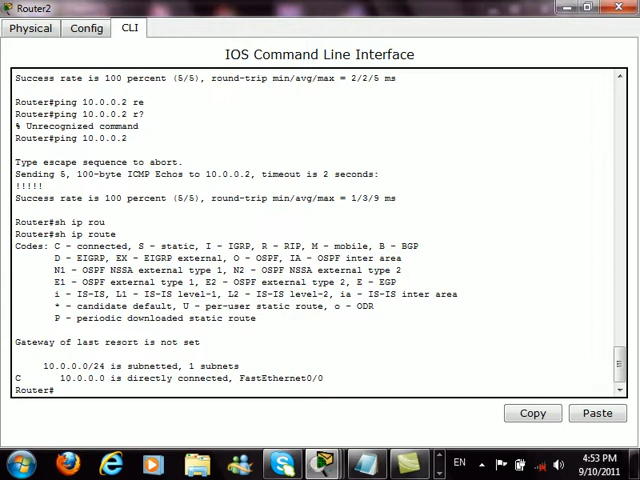 Router2
Physical Config CLI
IOS Command Line Interface
Success rate is 100 percent (5/5), round-trip min/avg/max = 2/2/5 ms
Router#ping 10.0.0.2 re
Router#ping 10.0.0.2 r?
% Unrecognized command
Router#ping 10.0.0.2
Type escape sequence to abort.
Sending 5, 100-byte ICMP Echos to 10.0.0.2, timeout is 2 seconds:
!!!!!
Success rate is 100 percent (5/5), round-trip min/avg/max = 1/3/9 ms
Router#sh ip rou
Router#sh ip route
Codes: C - connected, S - static, I - IGRP, R - RIP, M - mobile, B - BGP
D - EIGRP, EX - EIGRP external, O - OSPF, IA - OSPF inter area
N1 - OSPF NSSA external type 1, N2 - OSPF NSSA external type 2
E1 - OSPF external type 1, E2 - OSPF external type 2, E - EGP
i - IS-IS, L1 - IS-IS level-1, L2 - IS-IS level-2, ia - IS-IS inter area
* - candidate default, U - per-user static route, o - ODR
P - periodic downloaded static route
Gateway of last resort is not set
10.0.0.0/24 is subnetted, 1 subnets
C 10.0.0.0 is directly connected, FastEthernet0/0
Router#
Copy Paste
EN
4:53 PM
9/10/2011